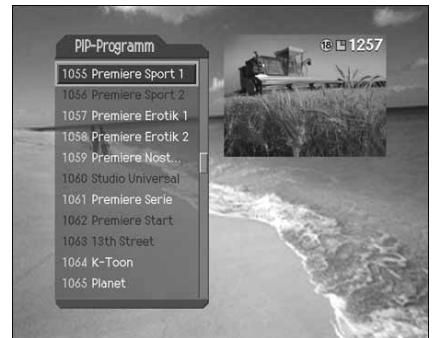 PIP-Programm
18 1257
1055 Premiere Sport 1
1056 Premiere Sport 2
1057 Premiere Erotik 1
1058 Premiere Erotik 2
1059 Premiere Nost...
1060 Studio Universal
1061 Premiere Serie
1062 Premiere Start
1063 13th Street
1064 K-Toon
1065 Planet